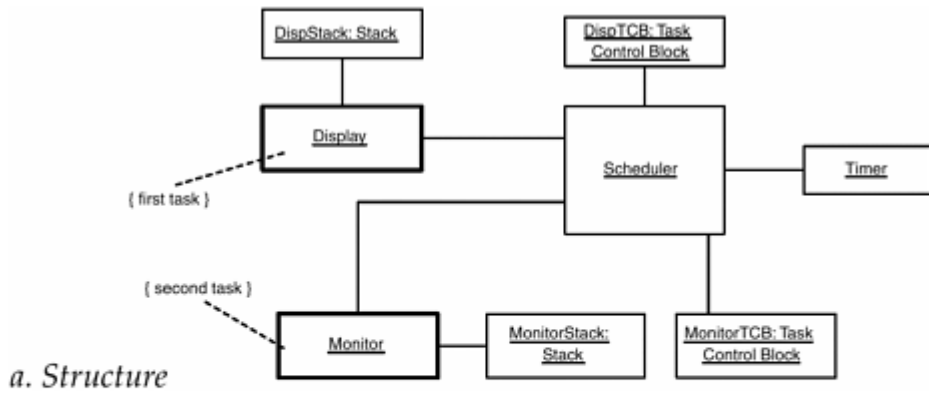 DispStack: Stack
DispTCB: Task
Control Block
Display
Scheduler
Timer
{ first task }
{ second task }
Monitor
MonitorStack:
Stack
MonitorTCB: Task
Control Block
a. Structure